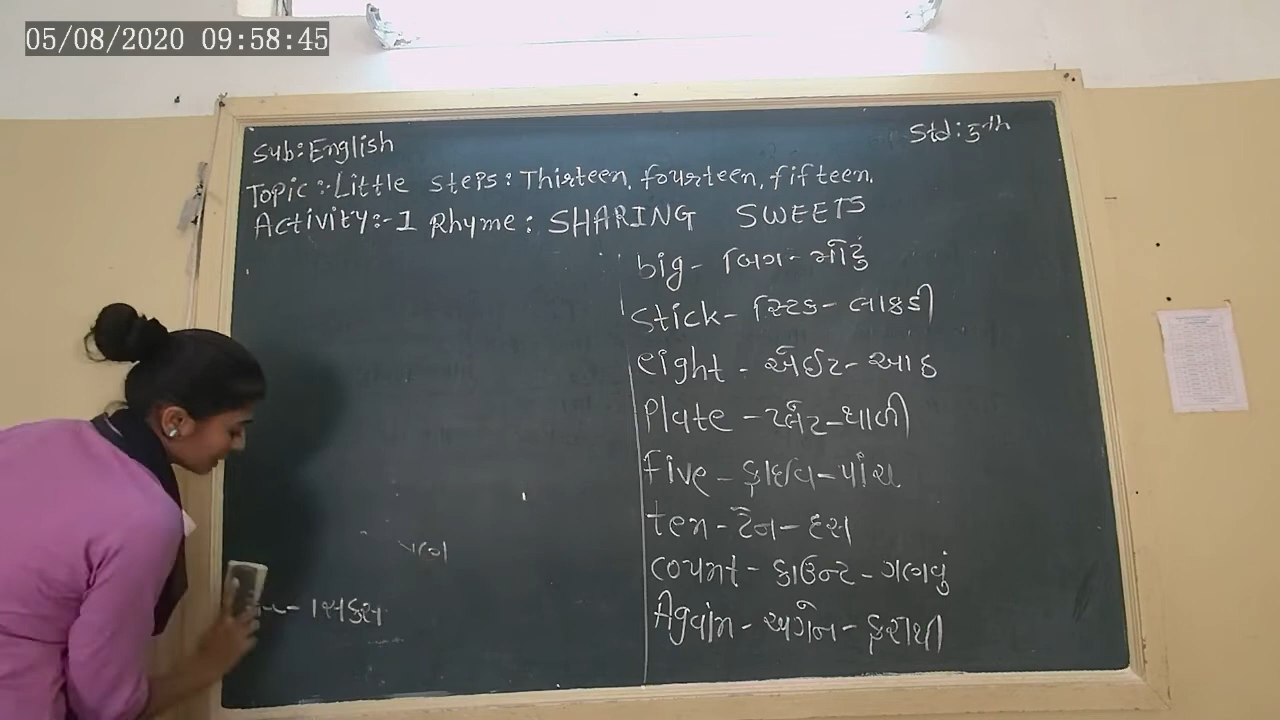 05/08/2020 09:58:45
Sub: English
Std: 5th
Topic :- Little steps: Thirteen, fourteen, fifteen.
Activity:-1 Rhyme: SHARING SWEETS
big - બિગ - મોટું
Stick - સ્ટિક - લાકડી
eight - એઈટ - આઠ
Plate - પ્લેટ - થાળી
five - ફાઈવ - પાંચ
ten - ટેન - દસ
count - કાઉન્ટ - ગણવું
Again - અગેન - ફરીથી